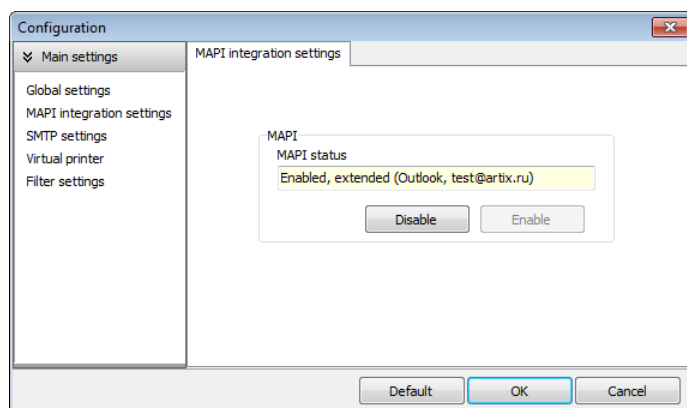 Configuration
Main settings
MAPI integration settings
Global settings
MAPI integration settings
SMTP settings
Virtual printer
Filter settings
MAPI
MAPI status
Enabled, extended (Outlook, test@artix.ru)
Disable Enable
Default OK Cancel